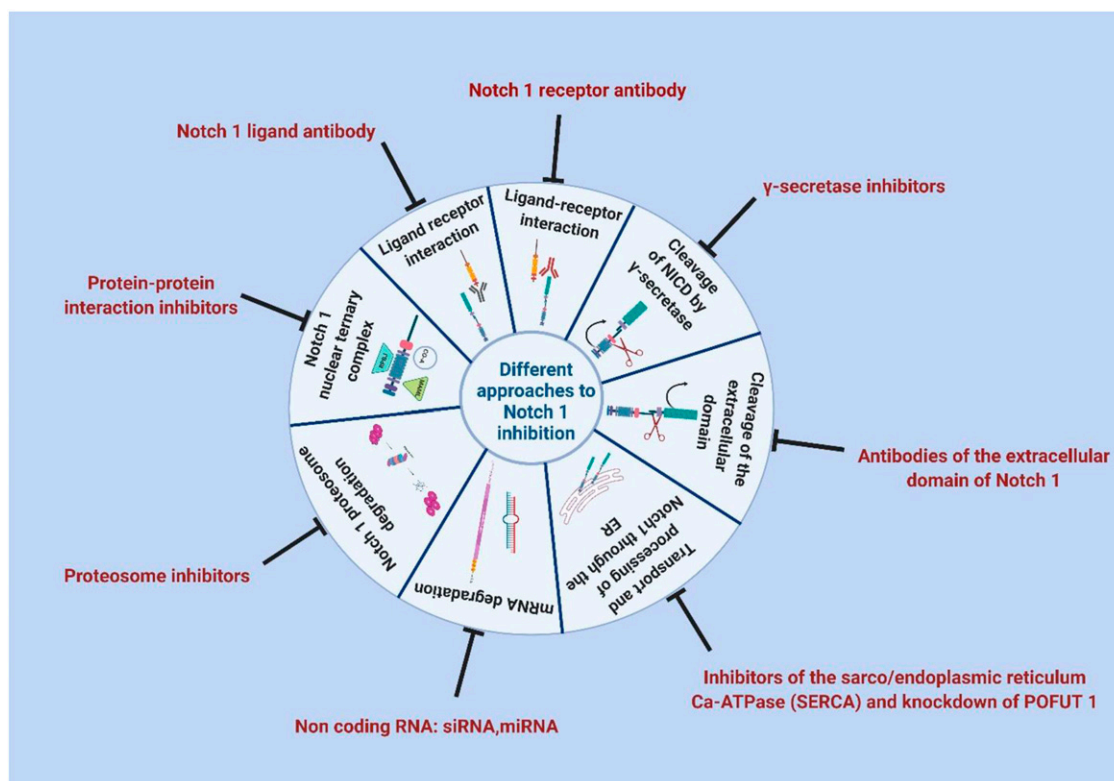 Notch 1 receptor antibody
Notch 1 ligand antibody
γ-secretase inhibitors
Protein-protein
interaction inhibitors
Antibodies of the extracellular
domain of Notch 1
Proteosome inhibitors
Inhibitors of the sarco/endoplasmic reticulum
Ca-ATPase (SERCA) and knockdown of POFUT 1
Non coding RNA: siRNA,miRNA
Ligand receptor
interaction
Ligand-receptor
interaction
Cleavage
of NICD by
γ-secretase
Cleavage of the
extracellular
domain
Transport and
processing of
Notch1 through the
ER
mRNA degradation
Notch 1 proteosome
degradation
Notch 1
nuclear ternary
complex
CO-A
MAML
Different
approaches to
Notch 1
inhibition